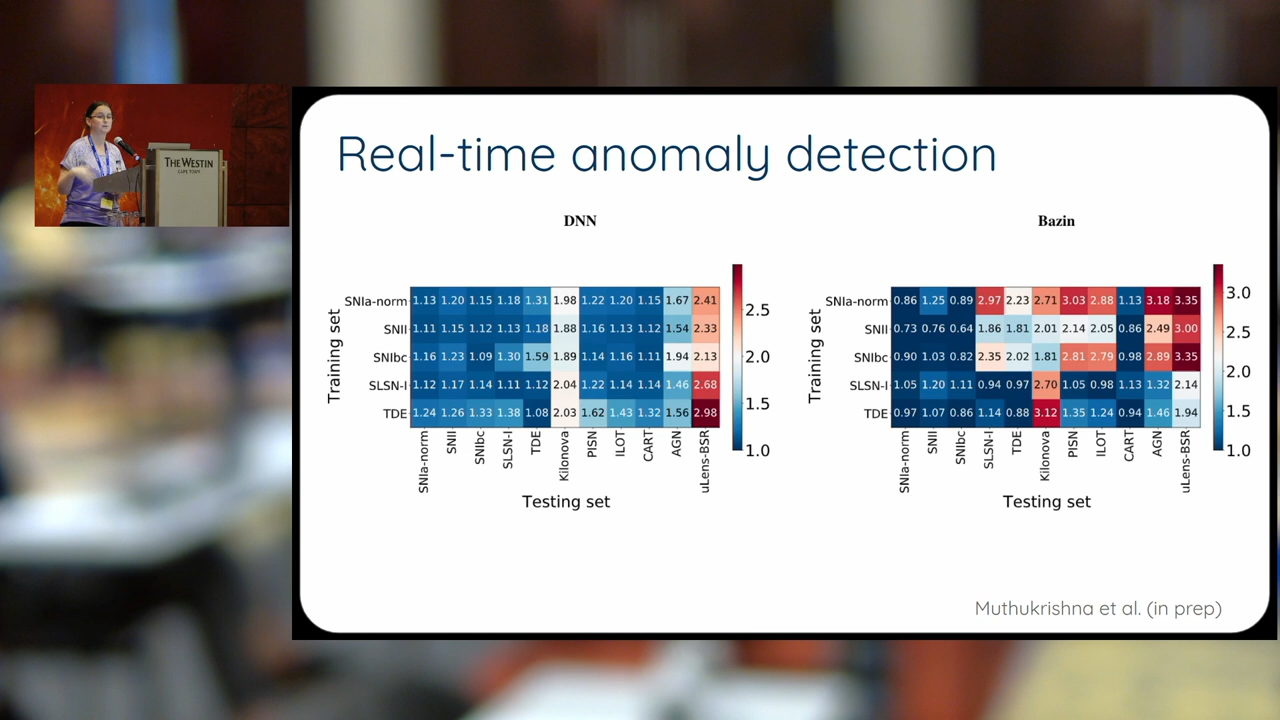 Real-time anomaly detection
THE WESTIN
CAPE TOWN
DNN
Training set
SNIa-norm 1.13 1.20 1.15 1.18 1.31 1.98 1.22 1.20 1.15 1.67 2.41
SNII 1.11 1.15 1.12 1.13 1.18 1.88 1.16 1.13 1.12 1.54 2.33
SNIbc 1.16 1.23 1.09 1.30 1.59 1.89 1.14 1.16 1.11 1.94 2.13
SLSN-I 1.12 1.17 1.14 1.11 1.12 2.04 1.22 1.14 1.14 1.46 2.68
TDE 1.24 1.26 1.33 1.38 1.08 2.03 1.62 1.43 1.32 1.56 2.98
SNIa-norm SNII SNIbc SLSN-I TDE Kilonova PISN ILOT CART AGN uLens-BSR
Testing set
2.5
2.0
1.5
1.0
Bazin
Training set
SNIa-norm 0.86 1.25 0.89 2.97 2.23 2.71 3.03 2.88 1.13 3.18 3.35
SNII 0.73 0.76 0.64 1.86 1.81 2.01 2.14 2.05 0.86 2.49 3.00
SNIbc 0.90 1.03 0.82 2.35 2.02 1.81 2.81 2.79 0.98 2.89 3.35
SLSN-I 1.05 1.20 1.11 0.94 0.97 2.70 1.05 0.98 1.13 1.32 2.14
TDE 0.97 1.07 0.86 1.14 0.88 3.12 1.35 1.24 0.94 1.46 1.94
SNIa-norm SNII SNIbc SLSN-I TDE Kilonova PISN ILOT CART AGN uLens-BSR
Testing set
3.0
2.5
2.0
1.5
1.0
Muthukrishna et al. (in prep)